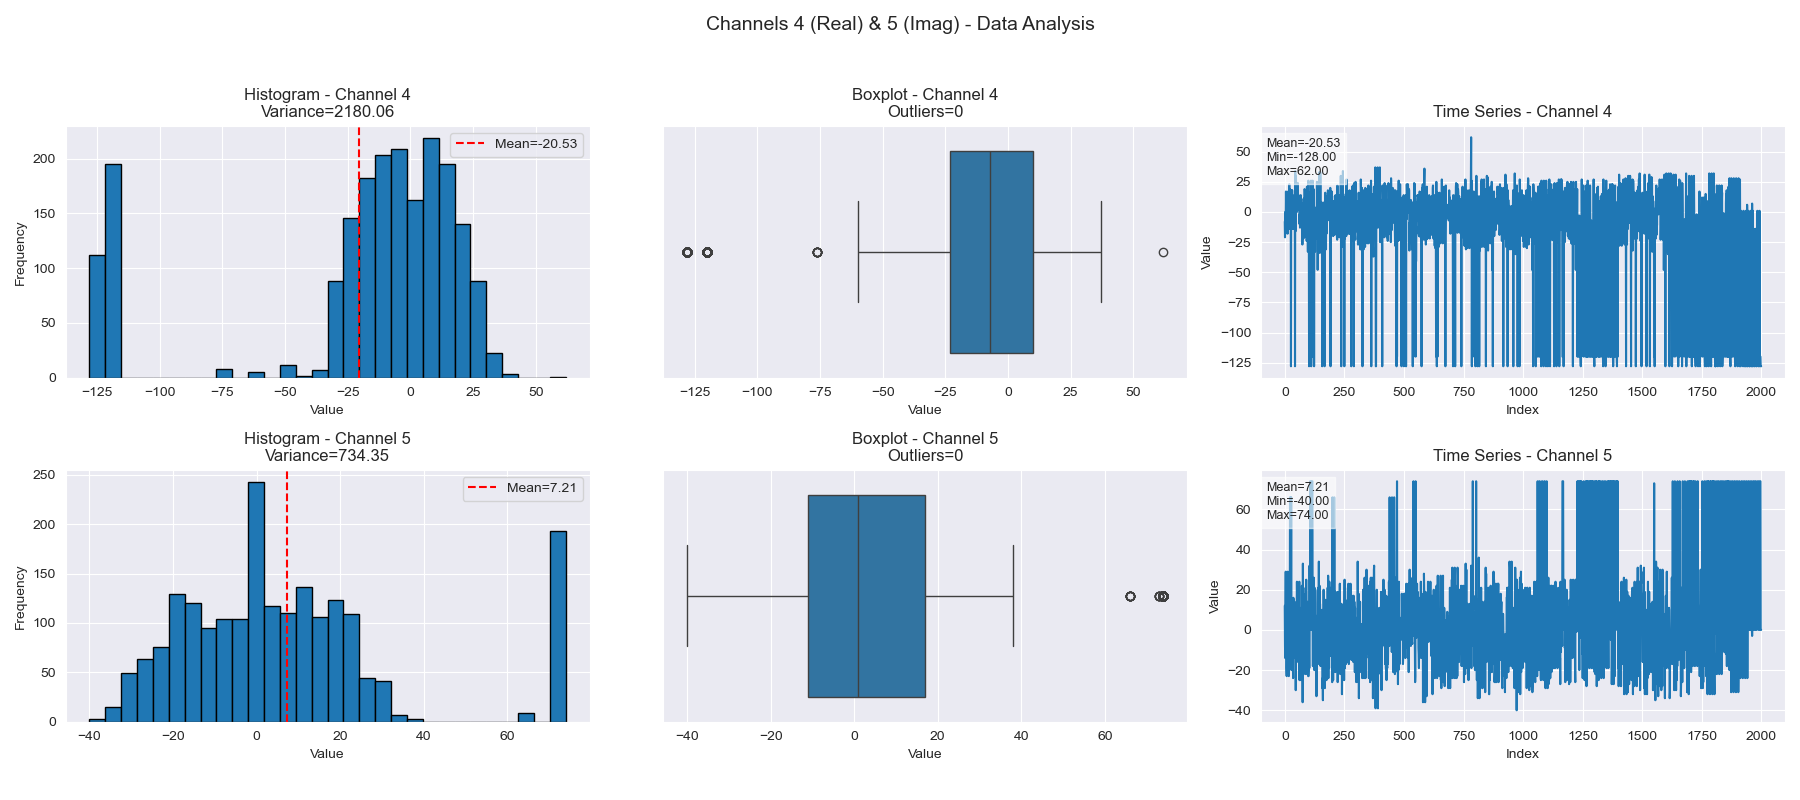 Channels 4 (Real) & 5 (Imag) - Data Analysis
Histogram - Channel 4
Variance=2180.06
Mean=-20.53
Frequency
200
150
100
50
0
−125 −100 −75 −50 −25 0 25 50
Value
Boxplot - Channel 4
Outliers=0
−125 −100 −75 −50 −25 0 25 50
Value
Time Series - Channel 4
Mean=-20.53
Min=-128.00
Max=62.00
Value
50
25
0
−25
−50
−75
−100
−125
0 250 500 750 1000 1250 1500 1750 2000
Index
Histogram - Channel 5
Variance=734.35
Mean=7.21
Frequency
250
200
150
100
50
0
−40 −20 0 20 40 60
Value
Boxplot - Channel 5
Outliers=0
−40 −20 0 20 40 60
Value
Time Series - Channel 5
Mean=7.21
Min=-40.00
Max=74.00
Value
60
40
20
0
−20
−40
0 250 500 750 1000 1250 1500 1750 2000
Index